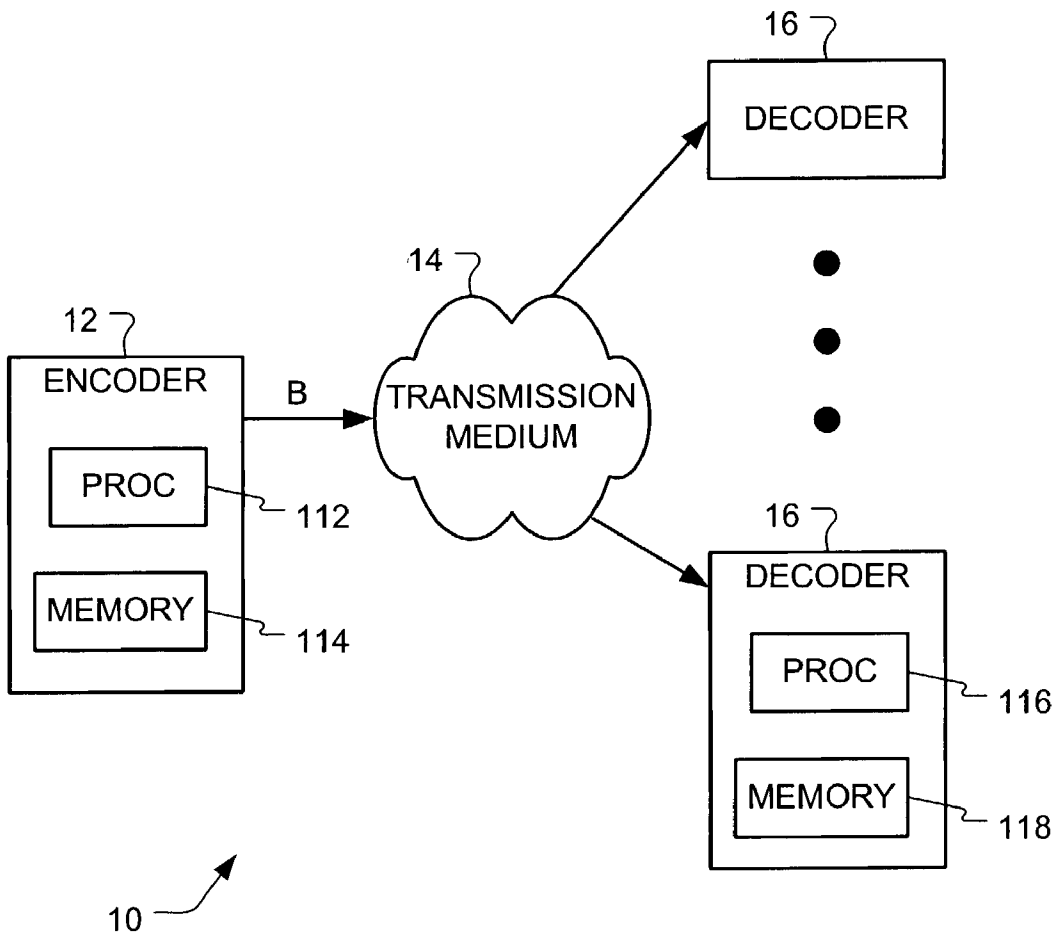 16
DECODER
14
12
ENCODER
B
TRANSMISSION
MEDIUM
PROC
112
MEMORY
114
16
DECODER
PROC
116
MEMORY
118
10